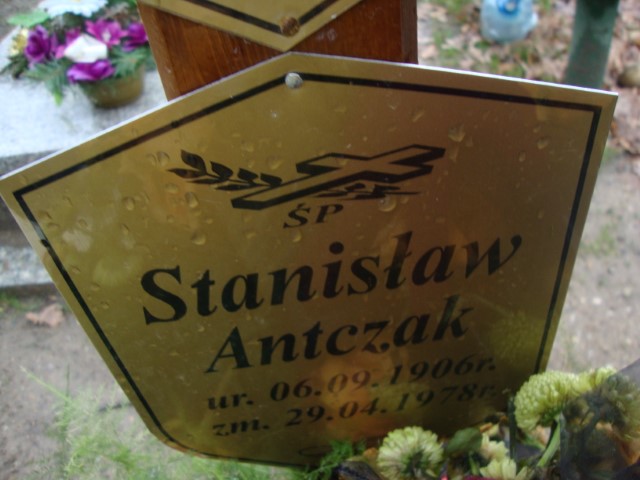 ŚP
Stanisław
Antczak
ur. 06.09.1906r.
zm. 29.04.1978r.